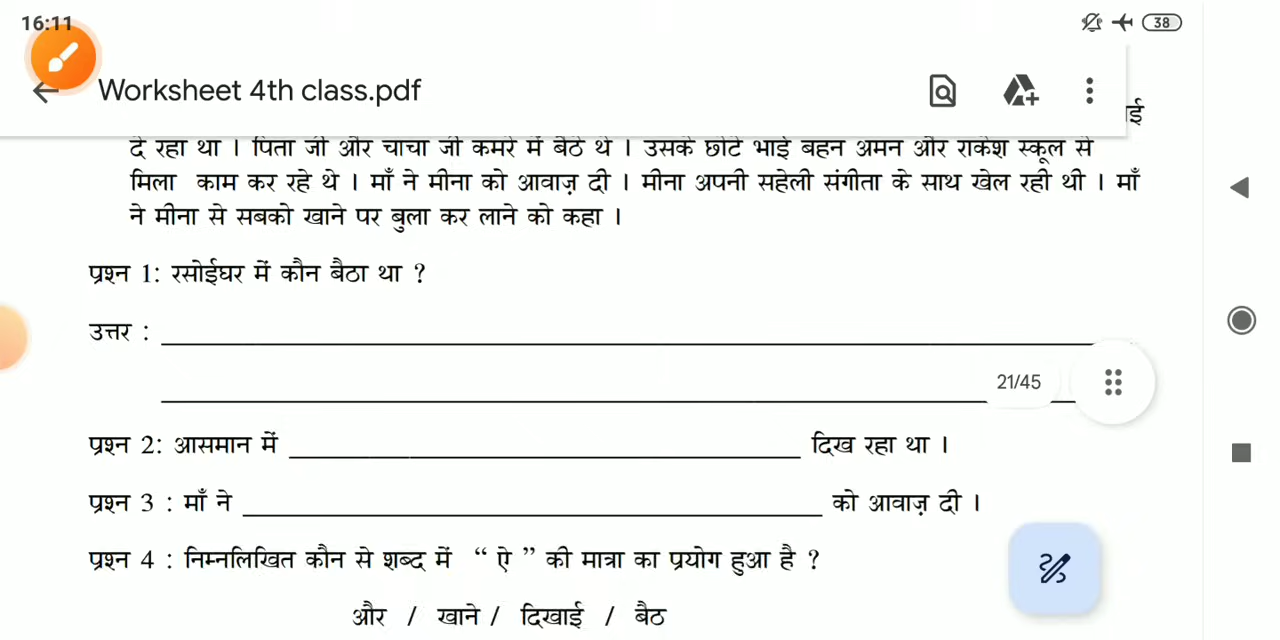 16:11
38
Worksheet 4th class.pdf
ई
दे रहा था । पिता जी और चाचा जी कमरे में बैठे थे । उसके छोटे भाई बहन अमन और राकेश स्कूल से
मिला काम कर रहे थे । माँ ने मीना को आवाज़ दी । मीना अपनी सहेली संगीता के साथ खेल रही थी । माँ
ने मीना से सबको खाने पर बुला कर लाने को कहा ।
प्रश्न 1: रसोईघर में कौन बैठा था ?
उत्तर :
21/45
प्रश्न 2: आसमान में ______ दिख रहा था ।
प्रश्न 3 : माँ ने ______ को आवाज़ दी ।
प्रश्न 4 : निम्नलिखित कौन से शब्द में “ ऐ ” की मात्रा का प्रयोग हुआ है ?
और / खाने / दिखाई / बैठ